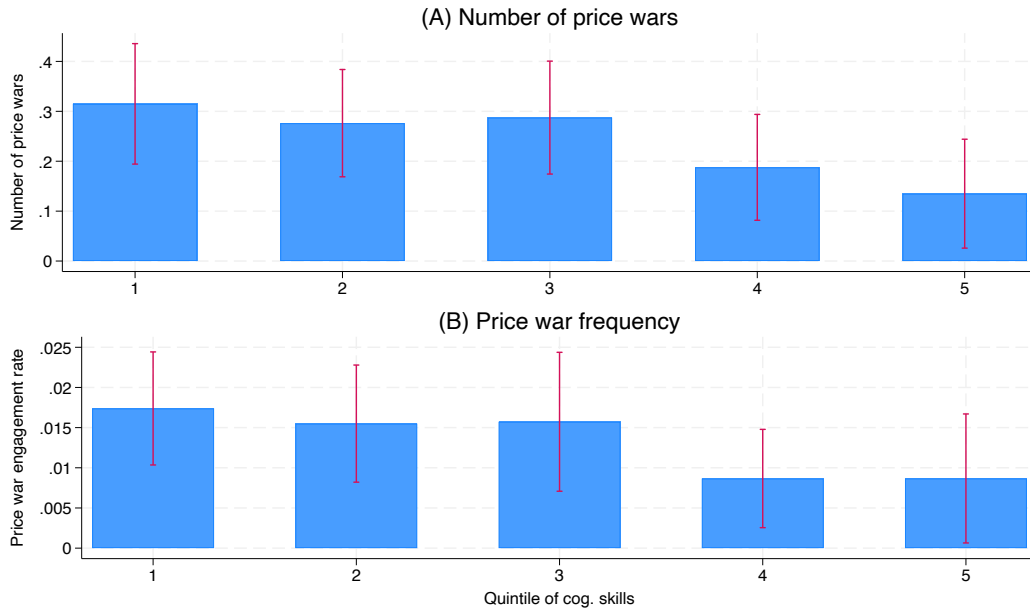 (A) Number of price wars
Number of price wars
.4
.3
.2
.1
0
1 2 3 4 5
(B) Price war frequency
Price war engagement rate
.025
.02
.015
.01
.005
0
1 2 3 4 5
Quintile of cog. skills